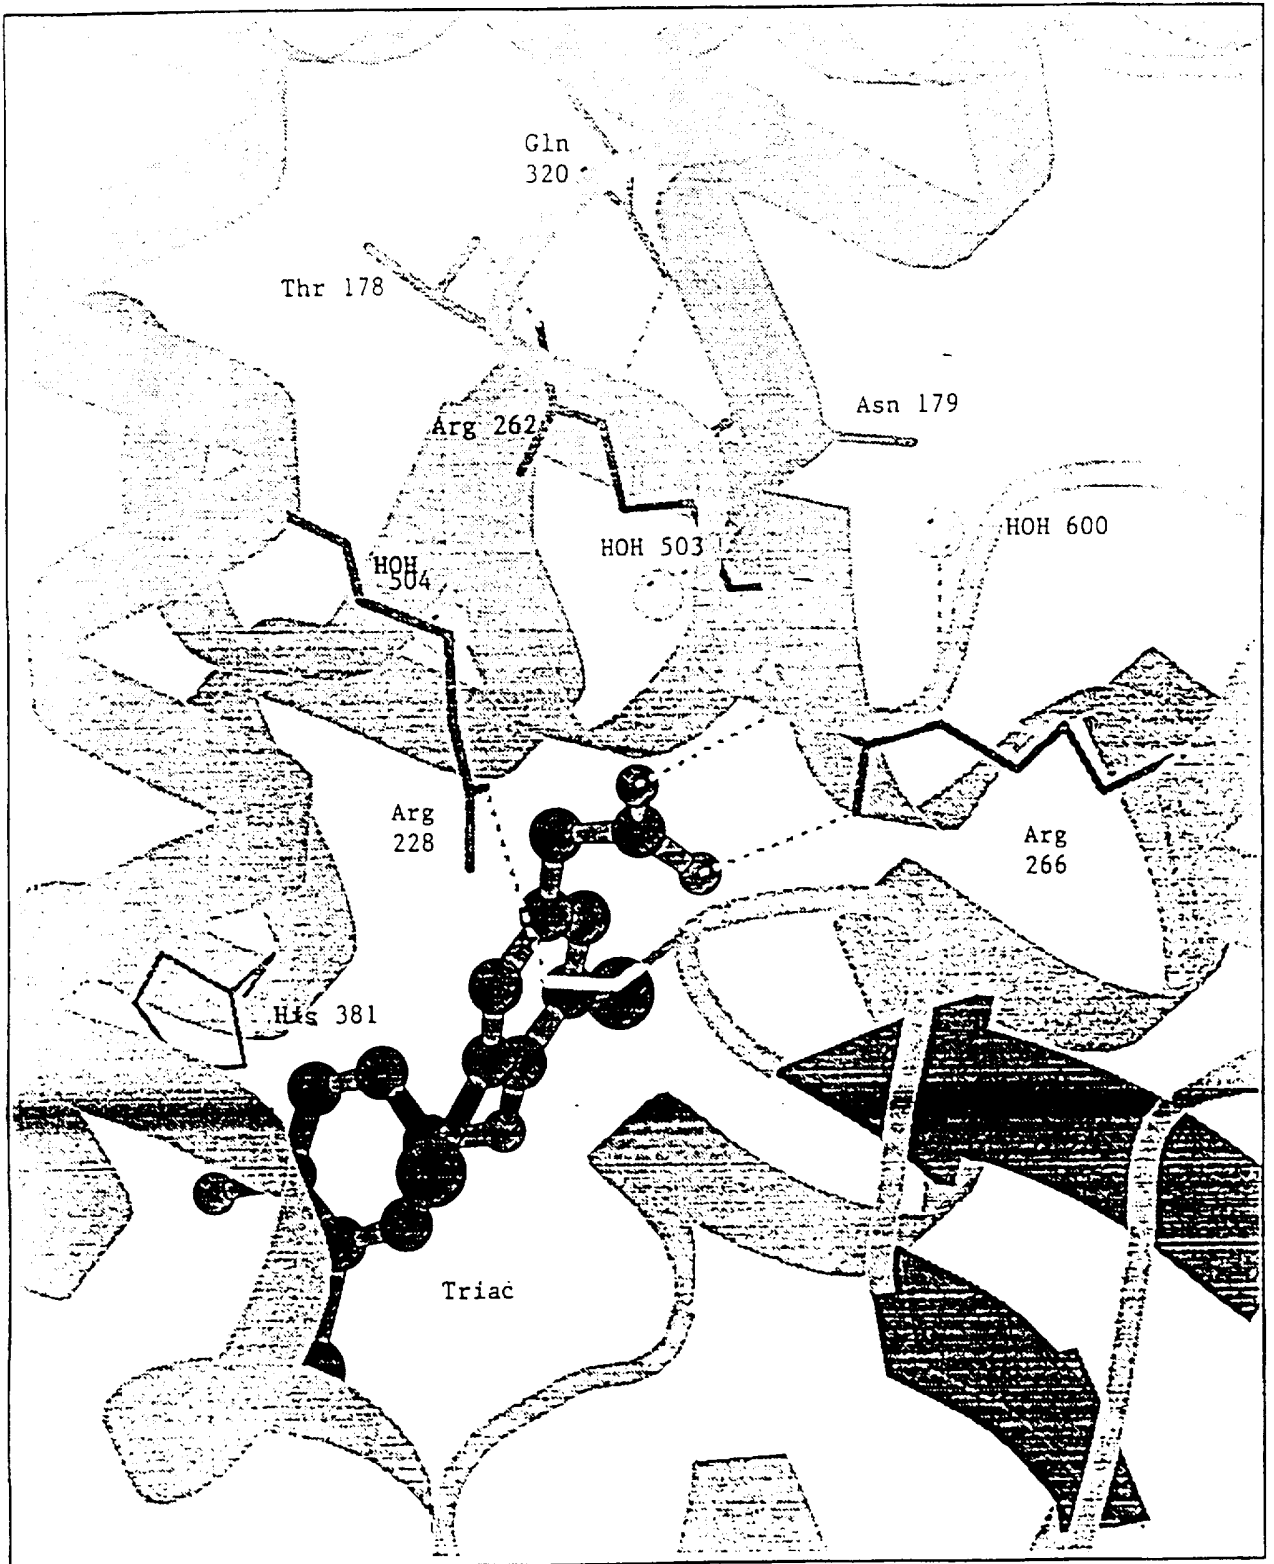 Gln
320
Thr 178
Asn 179
Arg 262
HOH 600
HOH 503
HOH
504
Arg
228
Arg
266
His 381
Triac